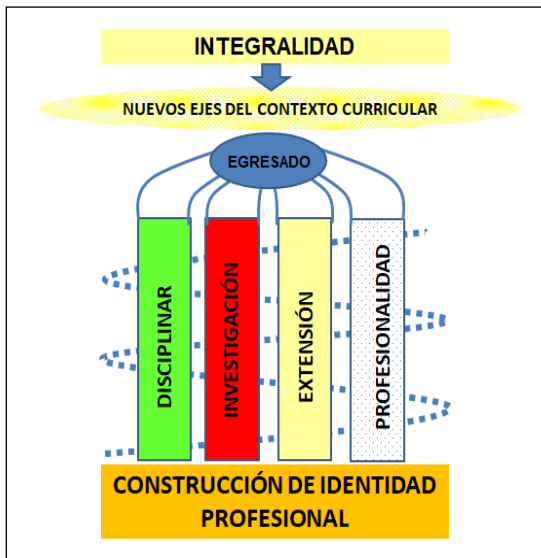 INTEGRALIDAD
NUEVOS EJES DEL CONTEXTO CURRICULAR
EGRESADO
DISCIPLINAR
INVESTIGACIÓN
EXTENSIÓN
PROFESIONALIDAD
CONSTRUCCIÓN DE IDENTIDAD
PROFESIONAL